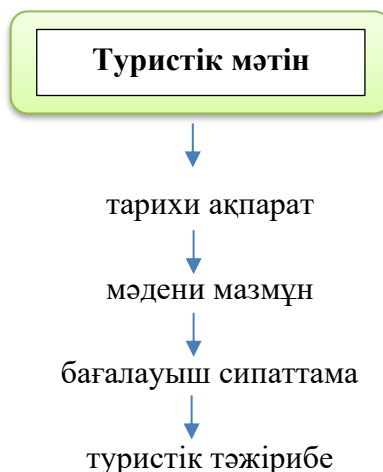 Туристік мәтін
тарихи ақпарат
мәдени мазмұн
бағалауыш сипаттама
туристік тәжірибе